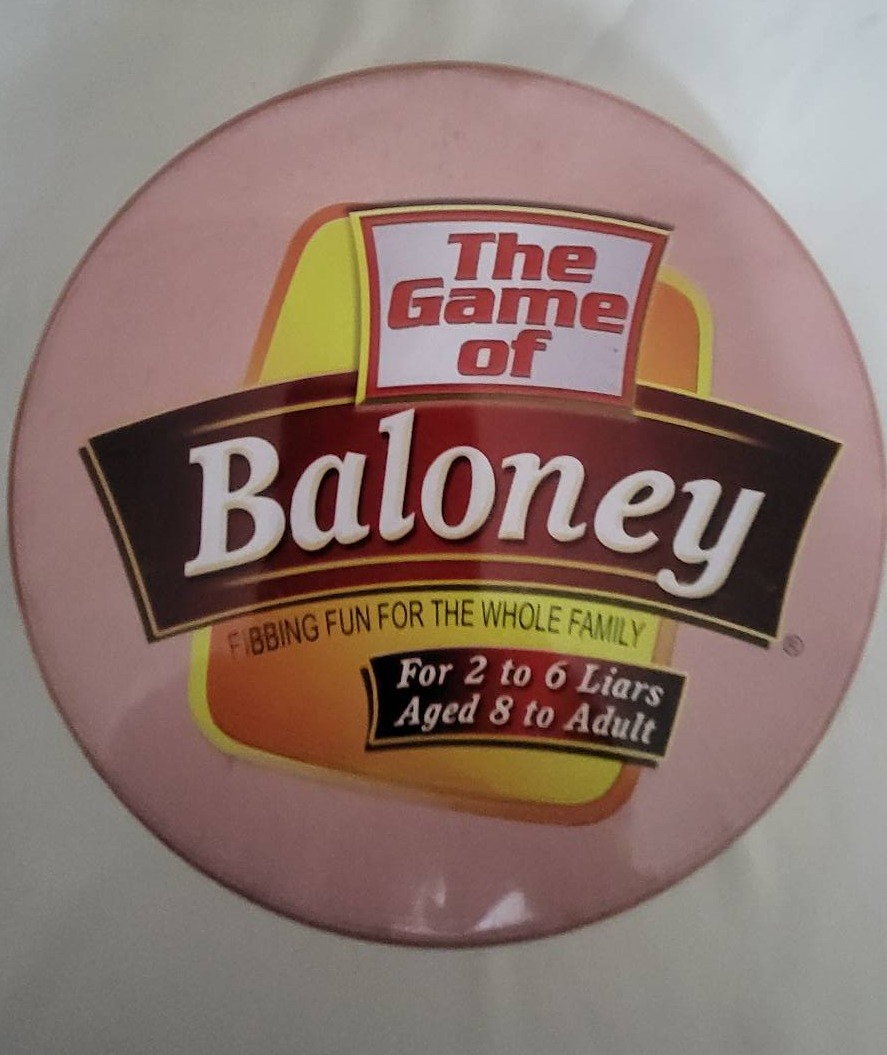 The
Game
of
Baloney
®
FIBBING FUN FOR THE WHOLE FAMILY
For 2 to 6 Liars
Aged 8 to Adult